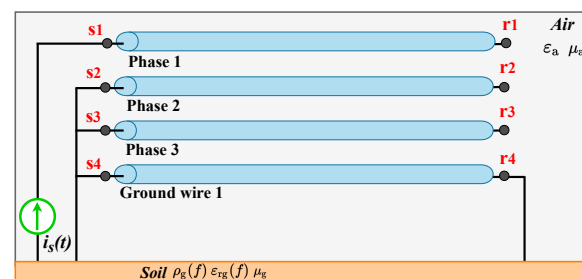 s1
r1
Air
Phase 1
εa μa
s2
r2
Phase 2
s3
r3
Phase 3
s4
r4
Ground wire 1
is(t)
Soil ρg(f) εrg(f) μg